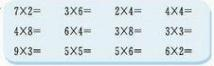 7×2= 3×6= 2×4= 4×4=
4×8= 6×4= 3×8= 3×3=
9×3= 5×5= 5×6= 6×2=